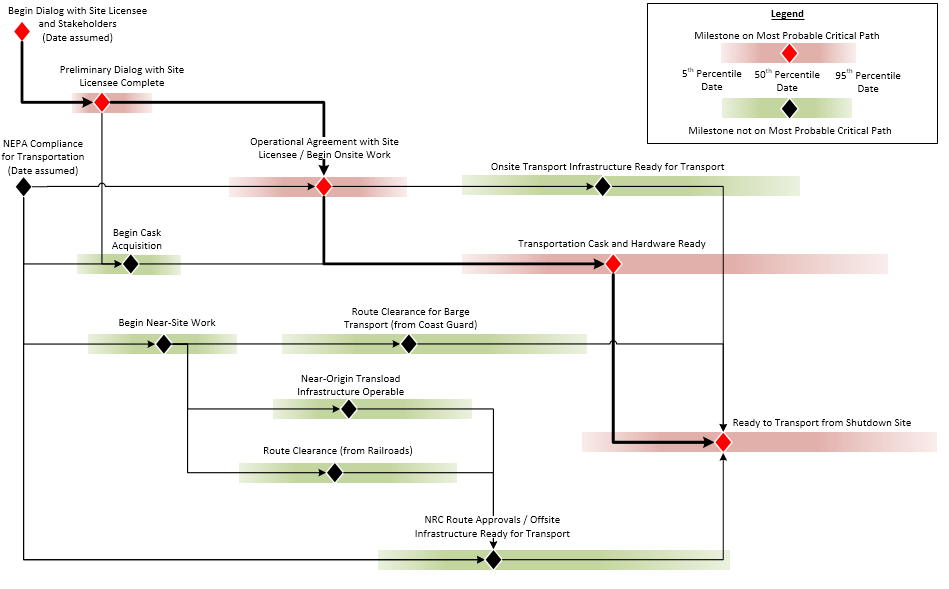 Begin Dialog with Site Licensee
and Stakeholders
(Date assumed)
Legend
Milestone on Most Probable Critical Path
5th Percentile
Date
50th Percentile
Date
95th Percentile
Date
Milestone not on Most Probable Critical Path
Preliminary Dialog with Site
Licensee Complete
NEPA Compliance
for Transportation
(Date assumed)
Operational Agreement with Site
Licensee / Begin Onsite Work
Onsite Transport Infrastructure Ready for Transport
Begin Cask
Acquisition
Transportation Cask and Hardware Ready
Begin Near-Site Work
Route Clearance for Barge
Transport (from Coast Guard)
Near-Origin Transload
Infrastructure Operable
Ready to Transport from Shutdown Site
Route Clearance (from Railroads)
NRC Route Approvals / Offsite
Infrastructure Ready for Transport